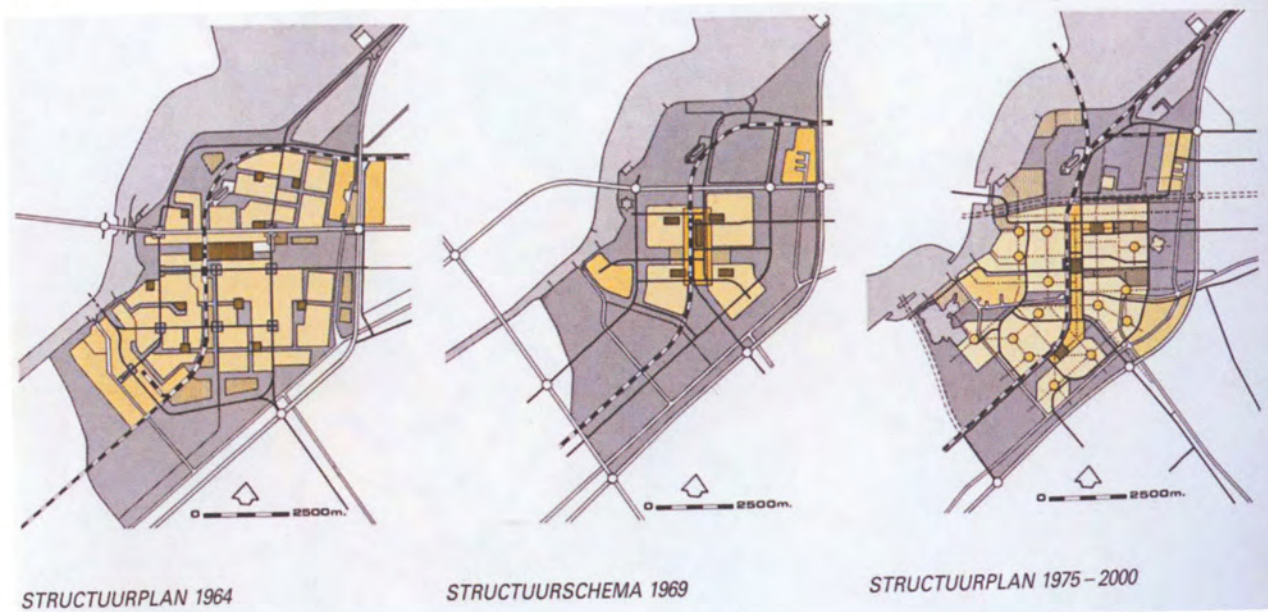 0 2500m.
0 2500m.
0 2500m.
STRUCTUURPLAN 1964
STRUCTUURSCHEMA 1969
STRUCTUURPLAN 1975–2000